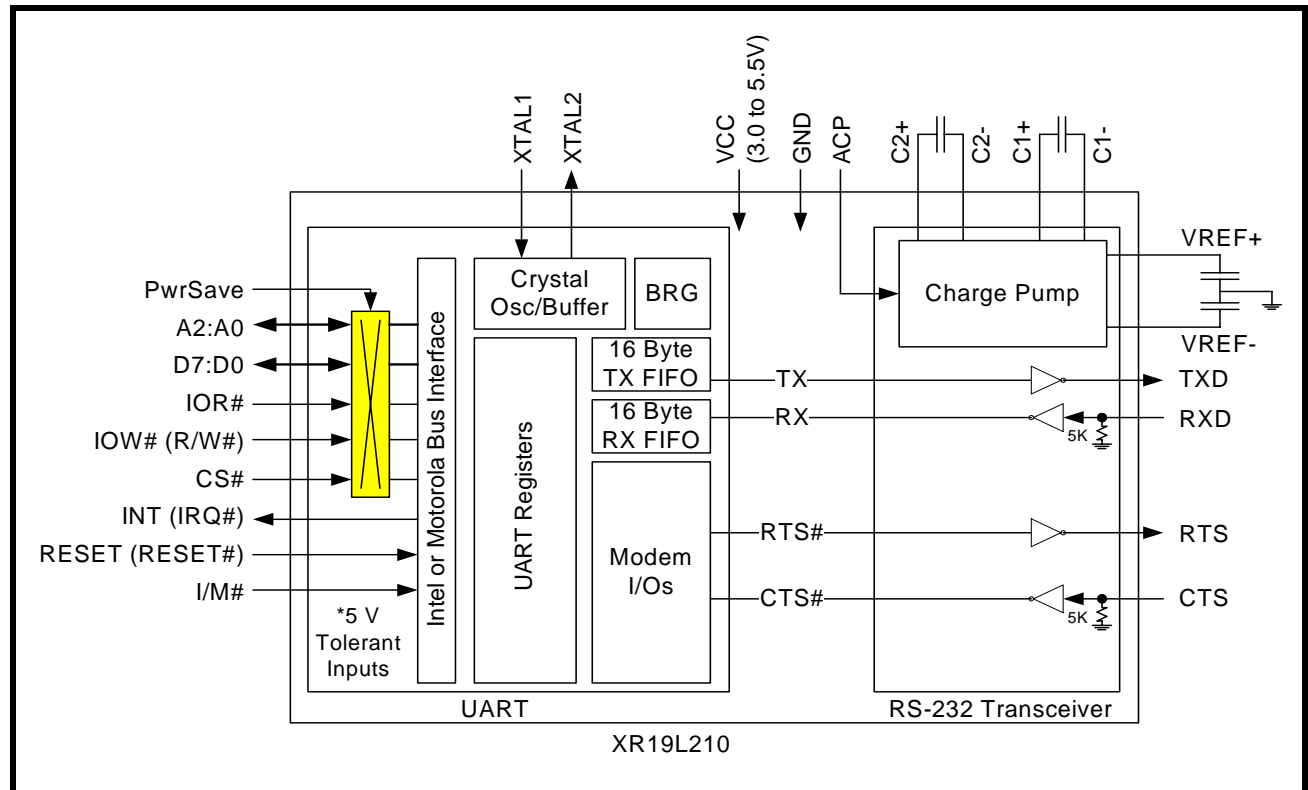 XTAL1
XTAL2
VCC
(3.0 to 5.5V)
GND
ACP
C2+
C2-
C1+
C1-
VREF+
VREF-
PwrSave
A2:A0
D7:D0
IOR#
IOW# (R/W#)
CS#
INT (IRQ#)
RESET (RESET#)
I/M#
*5 V
Tolerant
Inputs
Intel or Motorola Bus Interface
Crystal
Osc/Buffer
BRG
UART Registers
16 Byte
TX FIFO
16 Byte
RX FIFO
Modem
I/Os
TX
RX
RTS#
CTS#
Charge Pump
5K
5K
TXD
RXD
RTS
CTS
UART
RS-232 Transceiver
XR19L210